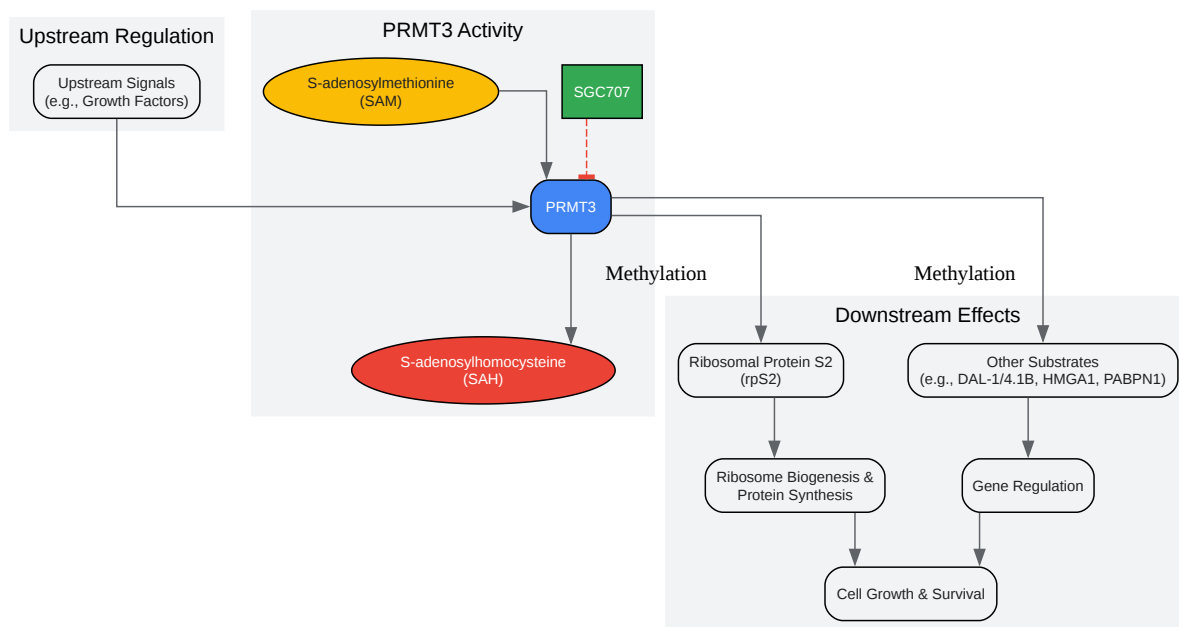 Upstream Regulation
Upstream Signals
(e.g., Growth Factors)
PRMT3 Activity
S-adenosylmethionine
(SAM)
SGC707
PRMT3
S-adenosylhomocysteine
(SAH)
Methylation
Methylation
Downstream Effects
Ribosomal Protein S2
(rpS2)
Other Substrates
(e.g., DAL-1/4.1B, HMGA1, PABPN1)
Ribosome Biogenesis &
Protein Synthesis
Gene Regulation
Cell Growth & Survival